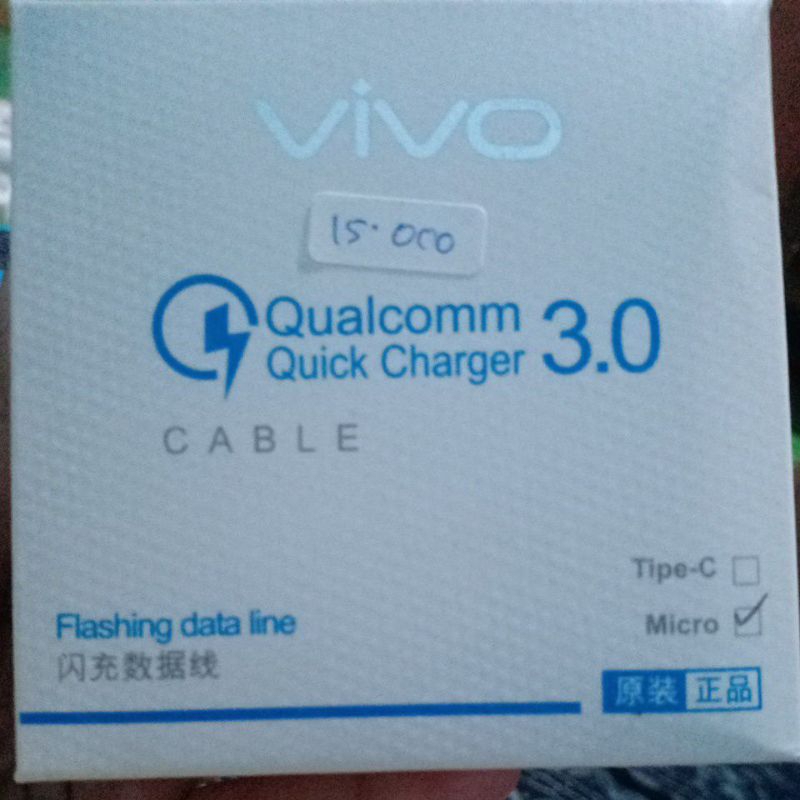 vivo
15.000
Qualcomm
Quick Charger 3.0
CABLE
Tipe-C
Micro
Flashing data line
闪充数据线
原装 正品